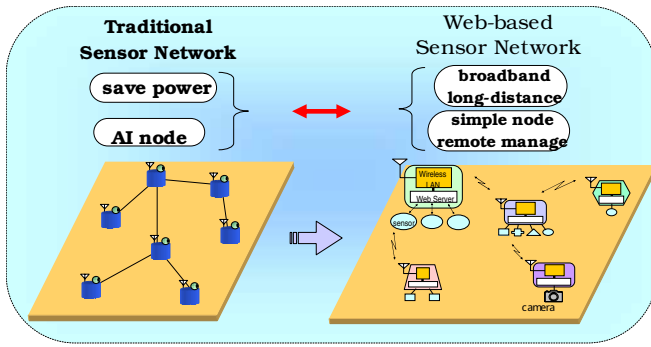 Traditional
Sensor Network
save power
AI node
Web-based
Sensor Network
broadband
long-distance
simple node
remote manage
Wireless
LAN
Web Server
sensor
camera